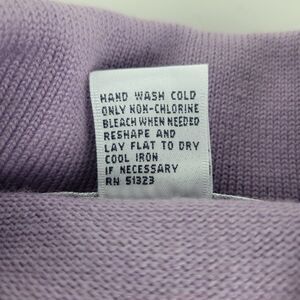 HAND WASH COLD
ONLY NON-CHLORINE
BLEACH WHEN NEEDED
RESHAPE AND
LAY FLAT TO DRY
COOL IRON
IF NECESSARY
RN 51323